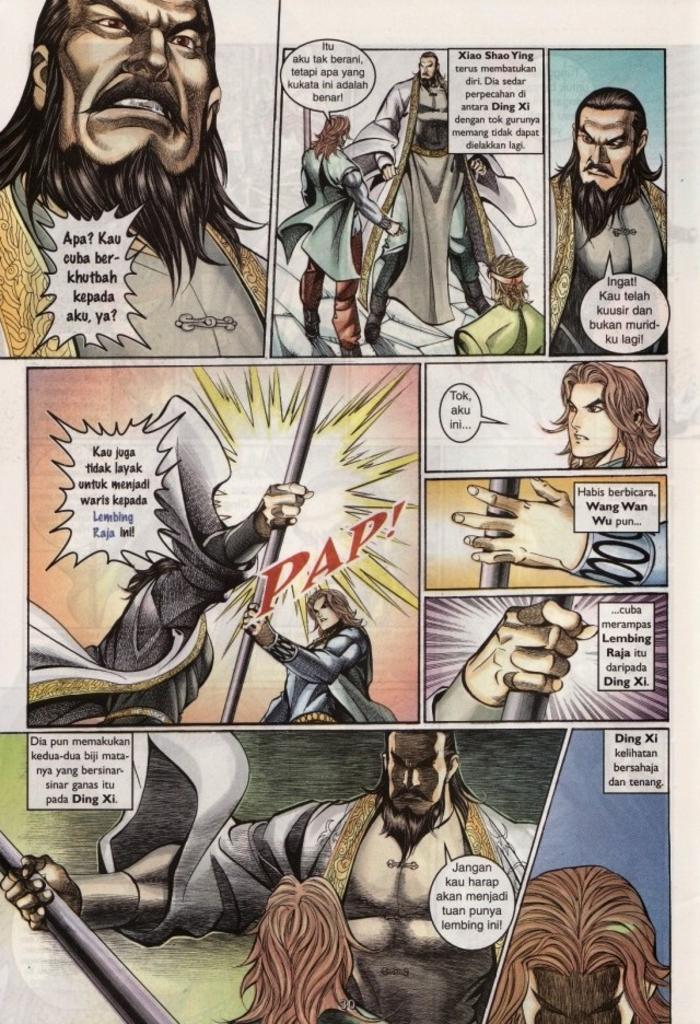 Apa? Kau
cuba ber-
khutbah
kepada
aku, ya?
Itu
aku tak berani,
tetapi apa yang
kukata ini adalah
benar!
Xiao Shao Ying
terus membatukan
diri. Dia sedar
perpecahan di
antara Ding Xi
dengan tok gurunya
memang tidak dapat
dielakkan lagi.
Ingat!
Kau telah
kuusir dan
bukan murid-
ku lagi!
Kau juga
tidak layak
untuk menjadi
waris kepada
Lembing
Raja ini!
PAP!
Tok,
aku
ini...
Habis berbicara,
Wang Wan
Wu pun...
...cuba
merampas
Lembing
Raja itu
daripada
Ding Xi.
Dia pun memakukan
kedua-dua biji mata-
nya yang bersinar-
sinar ganas itu
pada Ding Xi.
Jangan
kau harap
akan menjadi
tuan punya
lembing ini!
Ding Xi
kelihatan
bersahaja
dan tenang.
30